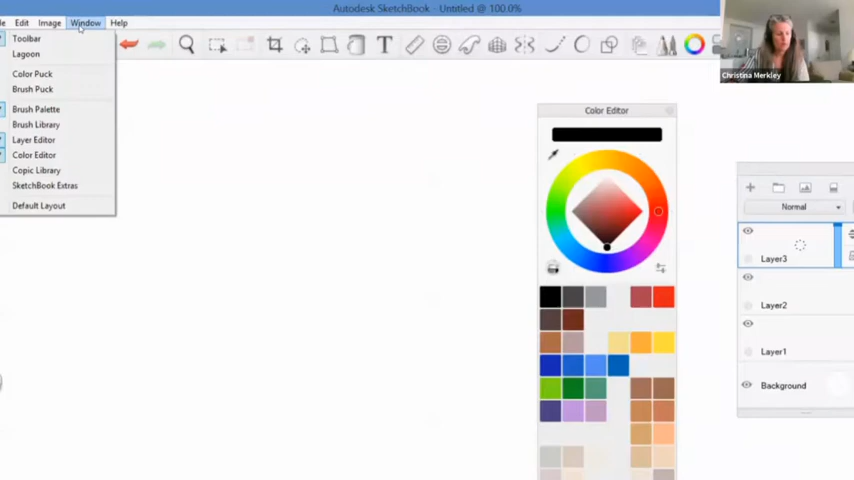 Autodesk SketchBook - Untitled @ 100.0%
Edit Image Window Help
Toolbar
Lagoon
Color Puck
Brush Puck
Brush Palette
Brush Library
Layer Editor
Color Editor
Copic Library
SketchBook Extras
Default Layout
T
Christina Merkley
Color Editor
Normal
Layer3
Layer2
Layer1
Background